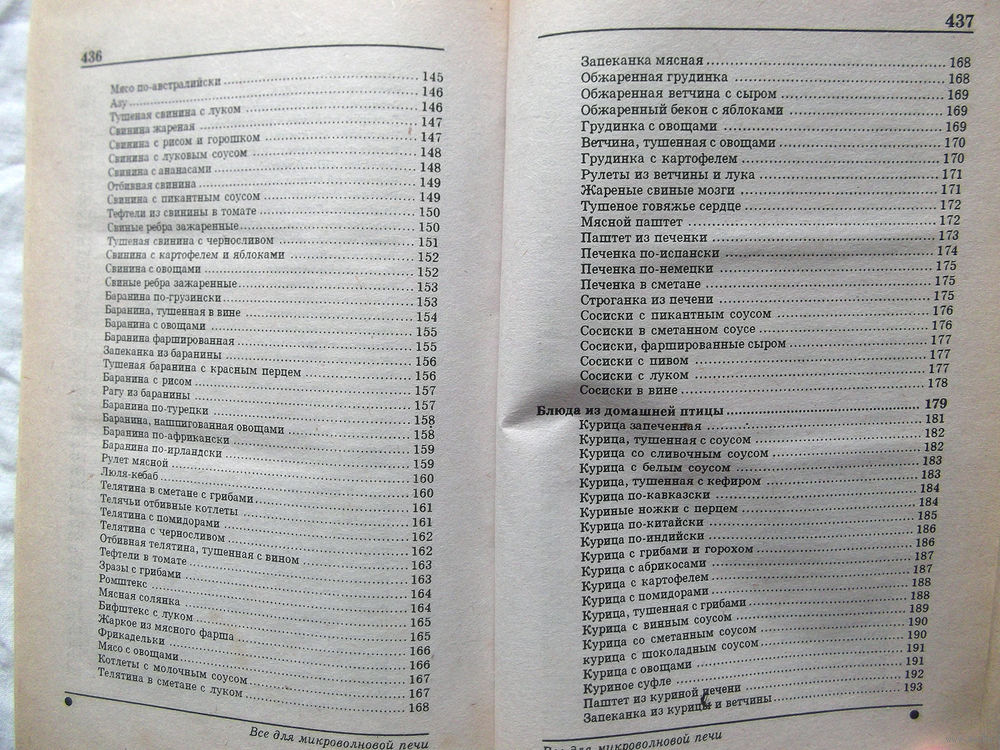 436
Мясо по-австралийски ..... 145
Азу ..... 146
Тушеная свинина с луком ..... 146
Свинина жареная ..... 147
Свинина с рисом и горошком ..... 147
Свинина с луковым соусом ..... 148
Свинина с ананасами ..... 148
Отбивная свинина ..... 149
Свинина с пикантным соусом ..... 149
Тефтели из свинины в томате ..... 150
Свиные ребра зажаренные ..... 150
Тушеная свинина с черносливом ..... 151
Свинина с картофелем и яблоками ..... 152
Свинина с овощами ..... 152
Свиные ребра зажаренные ..... 153
Баранина по-грузински ..... 153
Баранина, тушенная в вине ..... 154
Баранина с овощами ..... 155
Баранина фаршированная ..... 155
Запеканка из баранины ..... 156
Тушеная баранина с красным перцем ..... 156
Баранина с рисом ..... 157
Рагу из баранины ..... 157
Баранина по-турецки ..... 158
Баранина, нашпигованная овощами ..... 158
Баранина по-африкански ..... 159
Баранина по-ирландски ..... 159
Рулет мясной ..... 160
Люля-кебаб ..... 160
Телятина в сметане с грибами ..... 161
Телячьи отбивные котлеты ..... 161
Телятина с помидорами ..... 162
Телятина с черносливом ..... 162
Отбивная телятина, тушенная с вином ..... 163
Тефтели в томате ..... 163
Зразы с грибами ..... 164
Ромштекс ..... 164
Мясная солянка ..... 165
Бифштекс с луком ..... 165
Жаркое из мясного фарша ..... 166
Фрикадельки ..... 166
Мясо с овощами ..... 167
Котлеты с молочным соусом ..... 167
Телятина в сметане с луком ..... 168
Все для микроволновой печи
437
Запеканка мясная ..... 168
Обжаренная грудинка ..... 168
Обжаренная ветчина с сыром ..... 169
Обжаренный бекон с яблоками ..... 169
Грудинка с овощами ..... 169
Ветчина, тушенная с овощами ..... 170
Грудинка с картофелем ..... 170
Рулеты из ветчины и лука ..... 171
Жареные свиные мозги ..... 171
Тушеное говяжье сердце ..... 172
Мясной паштет ..... 172
Паштет из печенки ..... 173
Печенка по-испански ..... 174
Печенка по-немецки ..... 175
Печенка в сметане ..... 175
Строганка из печени ..... 175
Сосиски с пикантным соусом ..... 176
Сосиски в сметанном соусе ..... 176
Сосиски, фаршированные сыром ..... 177
Сосиски с пивом ..... 177
Сосиски с луком ..... 177
Сосиски в вине ..... 178
Блюда из домашней птицы ..... 179
Курица запеченная ..... 181
Курица, тушенная с соусом ..... 182
Курица со сливочным соусом ..... 182
Курица с белым соусом ..... 183
Курица, тушенная с кефиром ..... 183
Курица по-кавказски ..... 184
Куриные ножки с перцем ..... 184
Курица по-китайски ..... 185
Курица по-индийски ..... 186
Курица с грибами и горохом ..... 186
Курица с абрикосами ..... 187
Курица с картофелем ..... 187
Курица с помидорами ..... 188
Курица, тушенная с грибами ..... 188
Курица с винным соусом ..... 189
Курица со сметанным соусом ..... 190
курица с шоколадным соусом ..... 190
Курица с овощами ..... 191
Куриное суфле ..... 191
Паштет из куриной печени ..... 192
Запеканка из курицы и ветчины ..... 193
Все для микроволновой печи